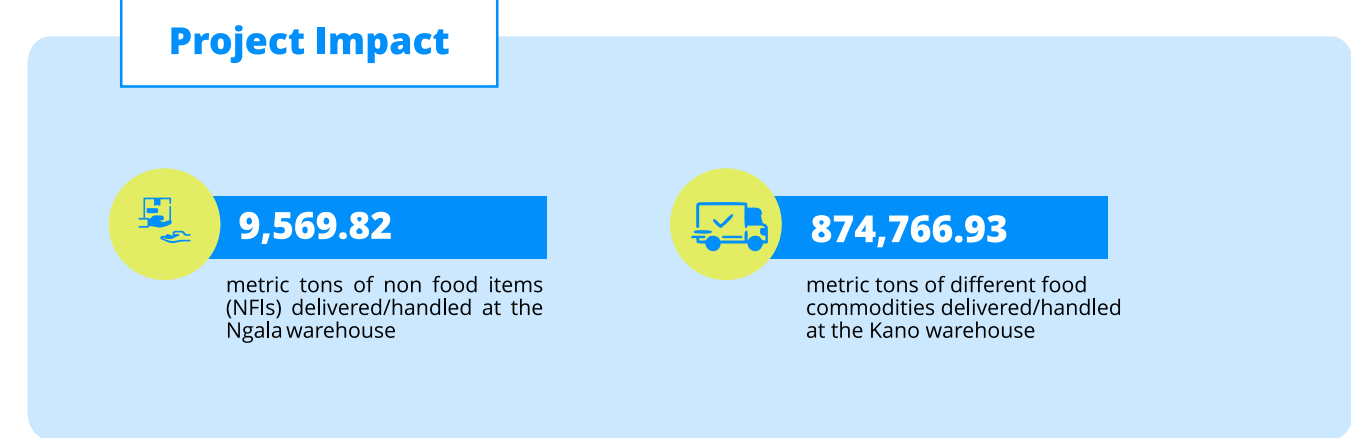 Project Impact
9,569.82
metric tons of non food items
(NFIs) delivered/handled at the
Ngala warehouse
874,766.93
metric tons of different food
commodities delivered/handled
at the Kano warehouse